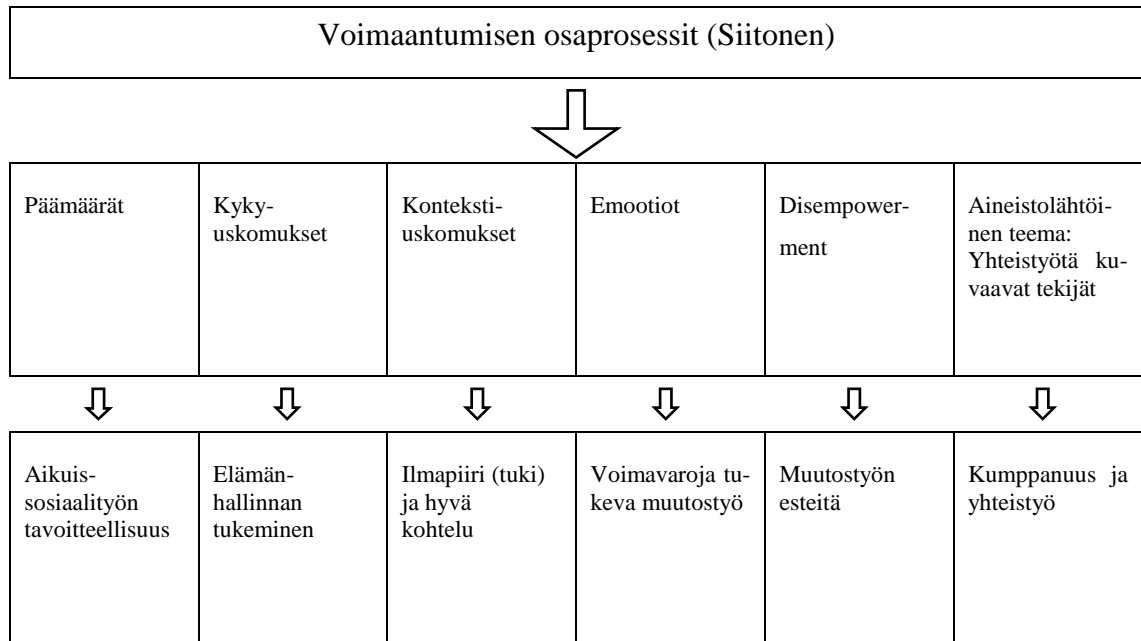 Voimaantumisen osaprosessit (Siitonen)
Päämäärät
Kyky-
uskomukset
Konteksti-
uskomukset
Emootiot
Disempower-
ment
Aineistolähtöi-
nen teema:
Yhteistyötä ku-
vaavat tekijät
Aikuis-
sosiaalityön
tavoitteellisuus
Elämän-
hallinnan
tukeminen
Ilmapiiri (tuki)
ja hyvä
kohtelu
Voimavaroja tu-
keva muutostyö
Muutostyön
esteitä
Kumppanuus ja
yhteistyö